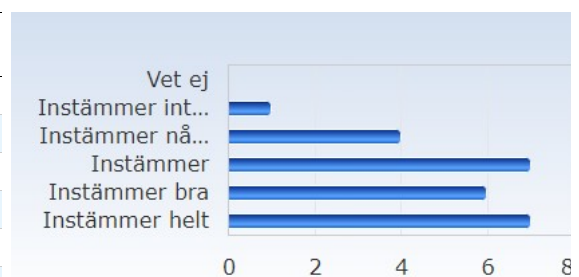 Vet ej
Instämmer int...
Instämmer nå...
Instämmer
Instämmer bra
Instämmer helt
0 2 4 6 8